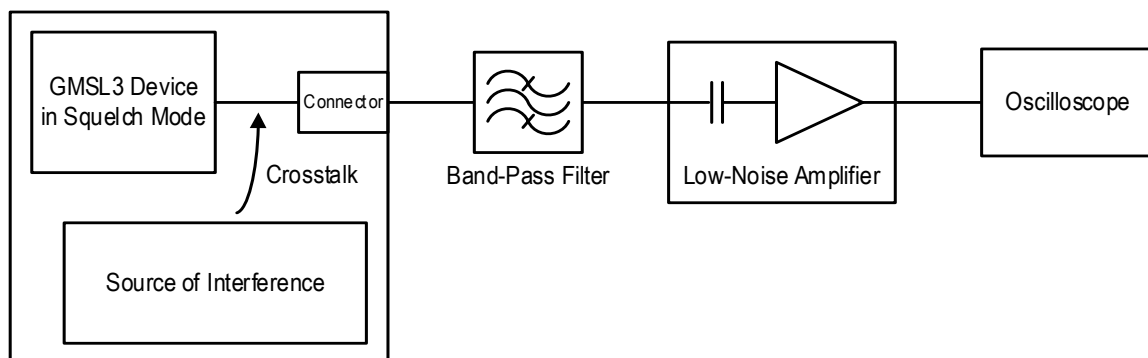 GMSL3 Device
in Squelch Mode
Connector
Oscilloscope
Crosstalk
Band-Pass Filter
Low-Noise Amplifier
Source of Interference